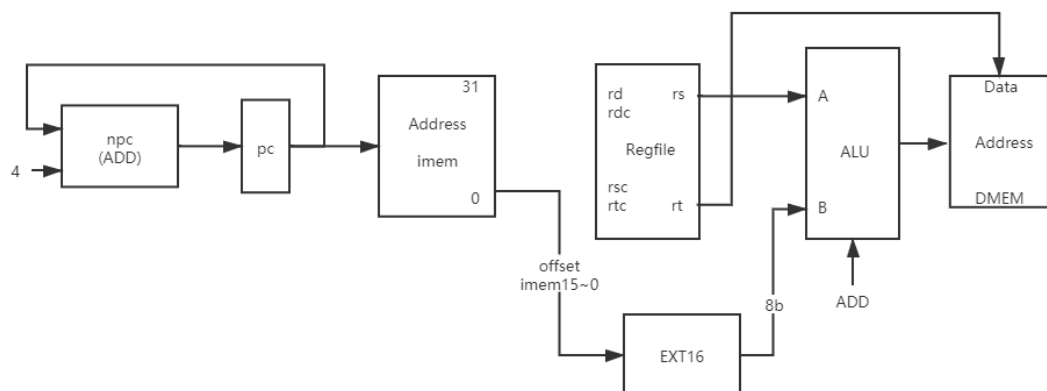 4
npc
(ADD)
pc
31
Address
imem
0
offset
imem15~0
EXT16
8b
rd
rs
rdc
Regfile
rsc
rtc
rt
A
ALU
B
ADD
Data
Address
DMEM